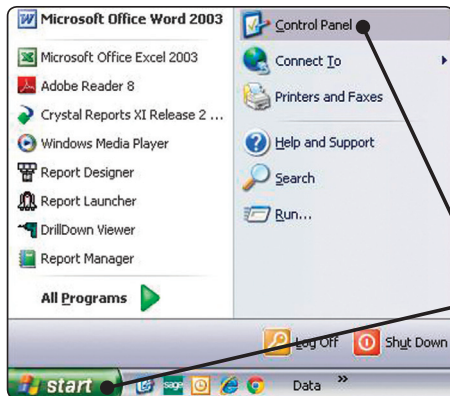 Microsoft Office Word 2003
Microsoft Office Excel 2003
Adobe Reader 8
Crystal Reports XI Release 2 ...
Windows Media Player
Report Designer
Report Launcher
DrillDown Viewer
Report Manager
All Programs
Control Panel
Connect To
Printers and Faxes
Help and Support
Search
Run...
Log Off
Shut Down
start
sage
Data »